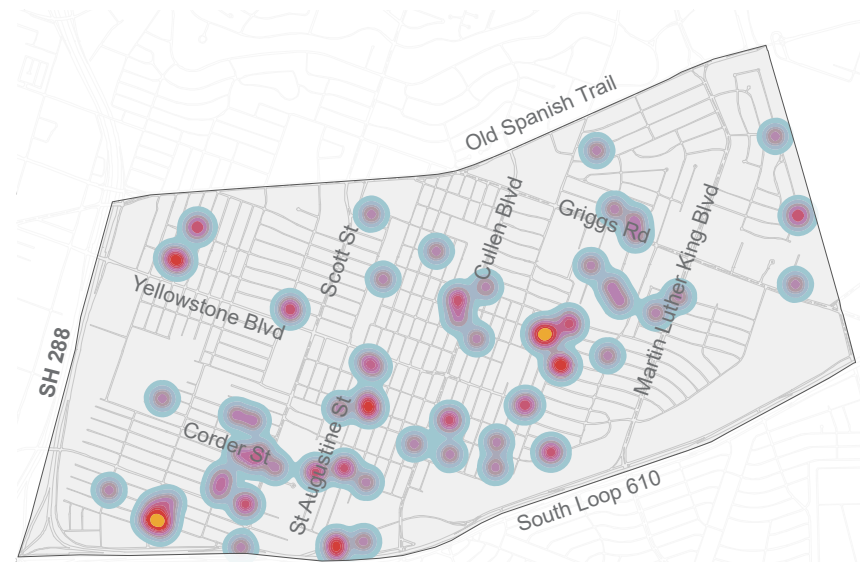 Old Spanish Trail
Cullen Blvd
Griggs Rd
Martin Luther King Blvd
Scott St
Yellowstone Blvd
SH 288
Corder St
St Augustine St
South Loop 610